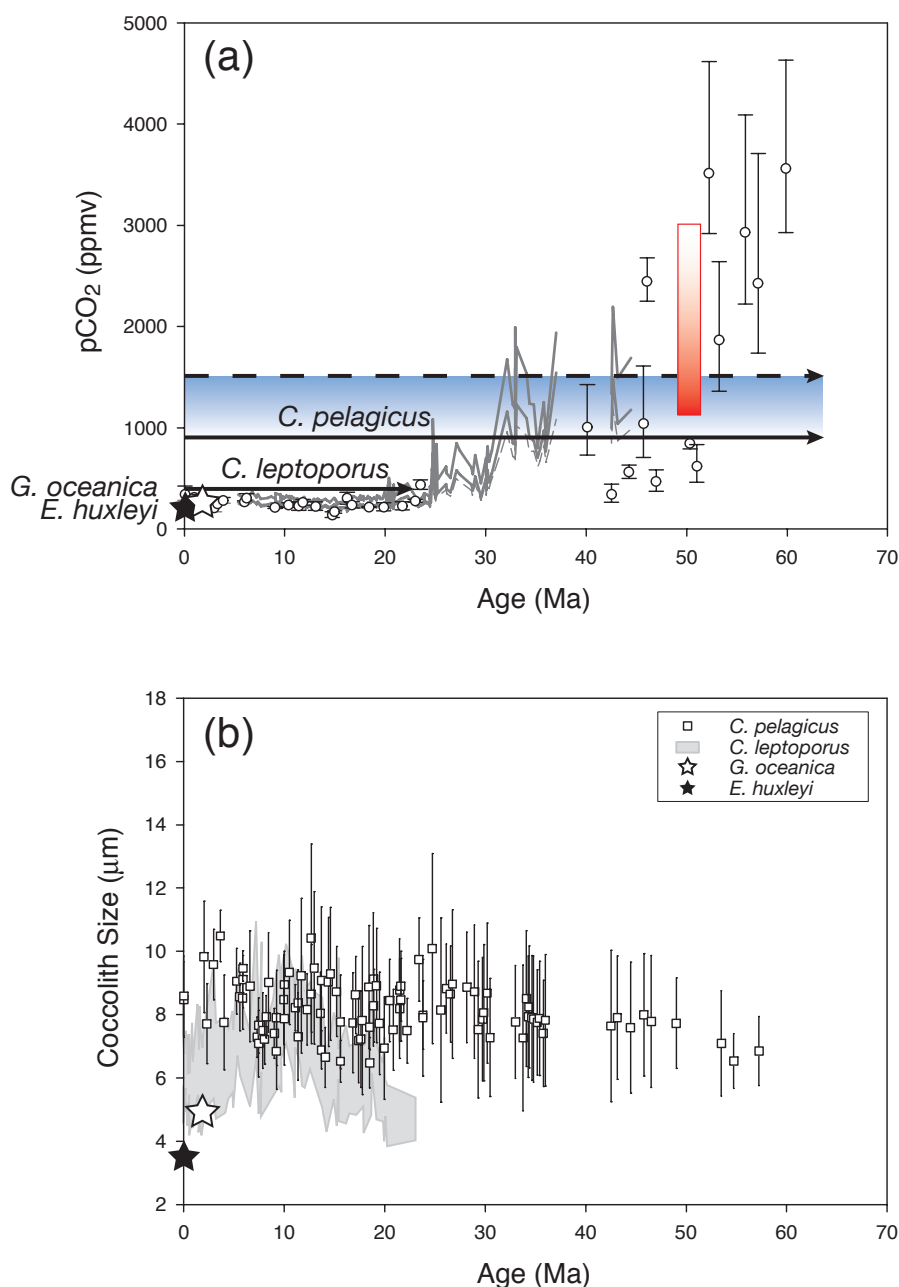 (a)
5000
4000
3000
2000
1000
0
pCO2 (ppmv)
C. pelagicus
C. leptoporus
G. oceanica
E. huxleyi
0 10 20 30 40 50 60 70
Age (Ma)
(b)
18
16
14
12
10
8
6
4
2
Coccolith Size (μm)
C. pelagicus
C. leptoporus
G. oceanica
E. huxleyi
0 10 20 30 40 50 60 70
Age (Ma)